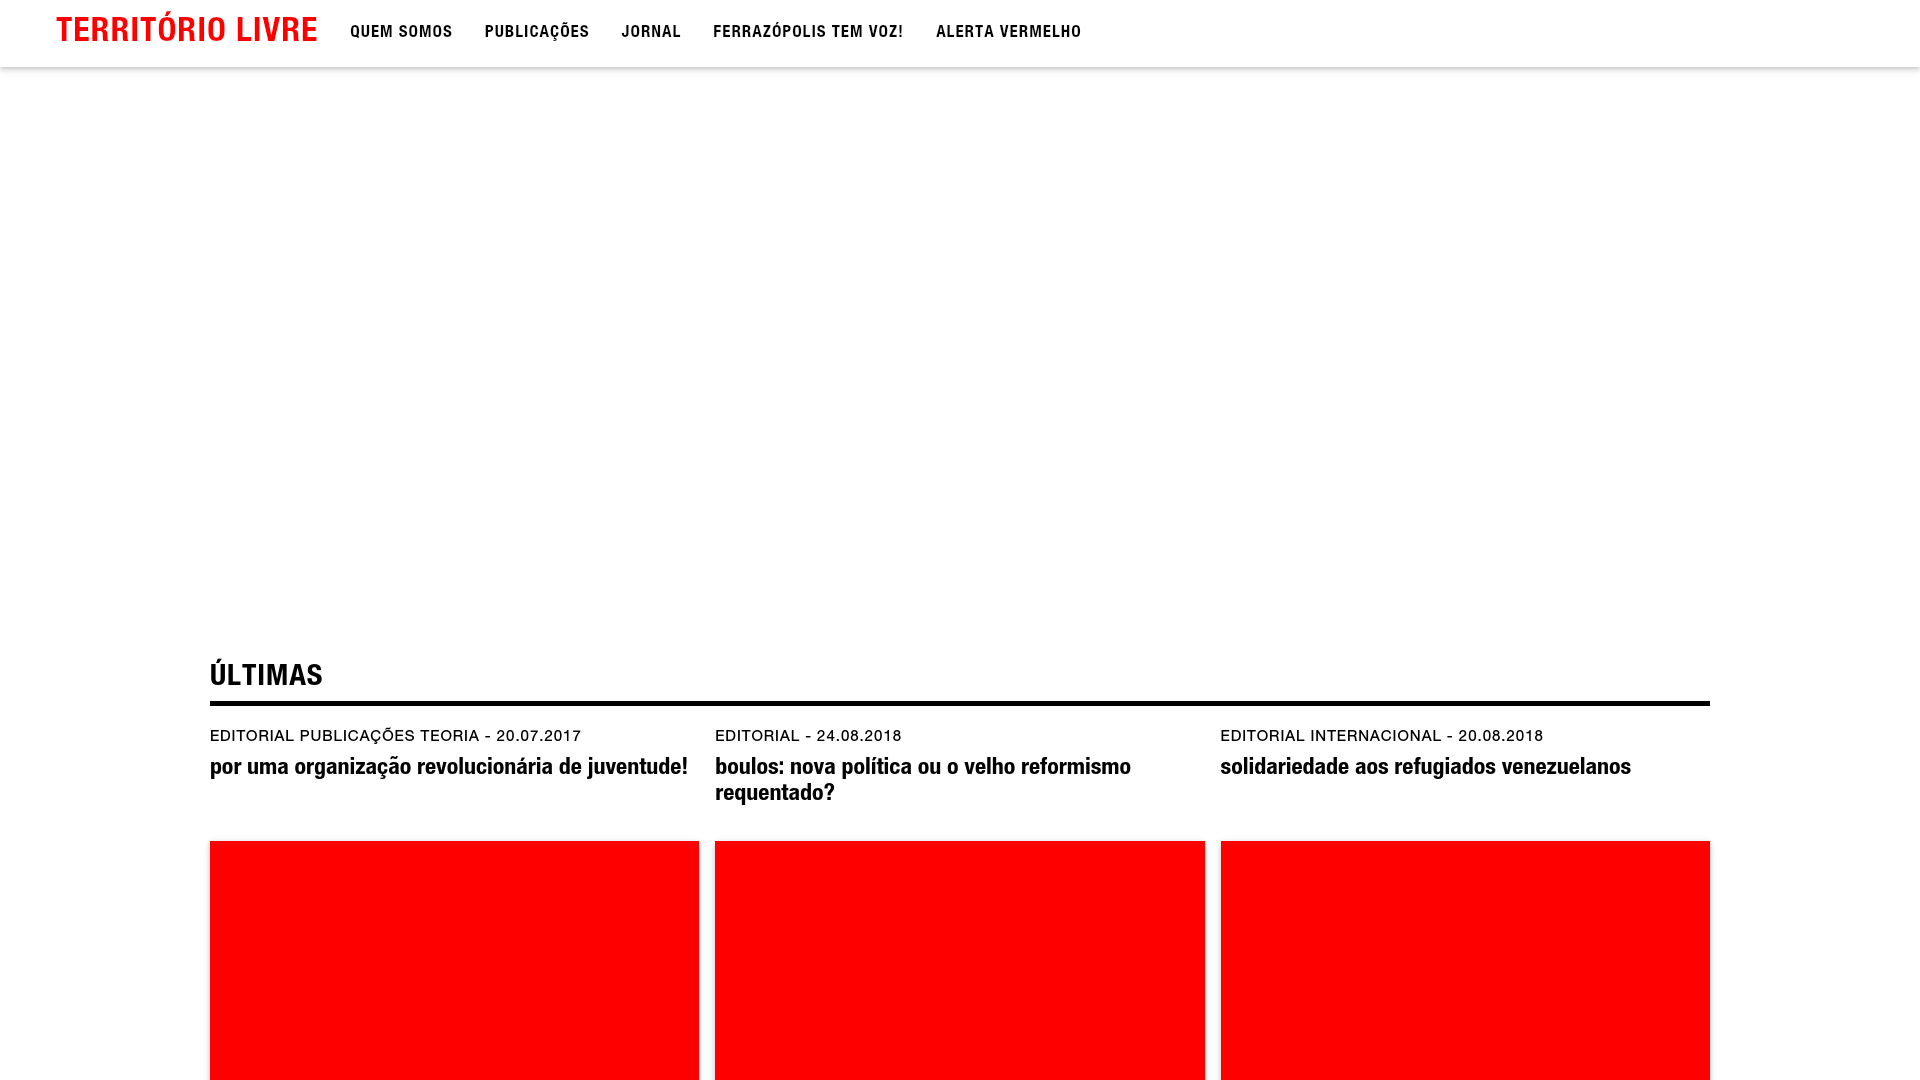 TERRITÓRIO LIVRE QUEM SOMOS PUBLICAÇÕES JORNAL FERRAZÓPOLIS TEM VOZ! ALERTA VERMELHO
ÚLTIMAS
EDITORIAL PUBLICAÇÕES TEORIA - 20.07.2017
por uma organização revolucionária de juventude!
EDITORIAL - 24.08.2018
boulos: nova política ou o velho reformismo
requentado?
EDITORIAL INTERNACIONAL - 20.08.2018
solidariedade aos refugiados venezuelanos